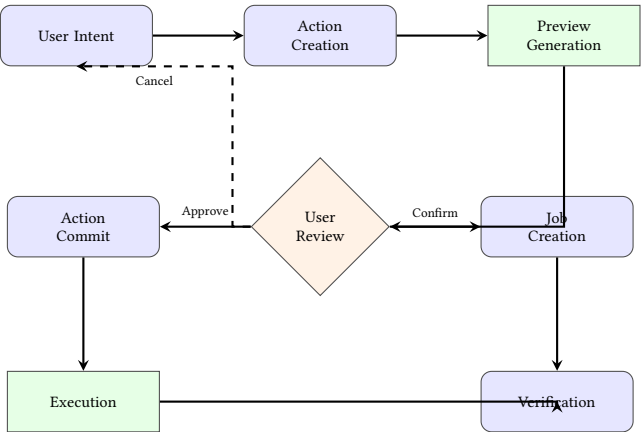 User Intent
Action
Creation
Preview
Generation
Cancel
Action
Commit
Approve
User
Review
Confirm
Job
Creation
Execution
Verification